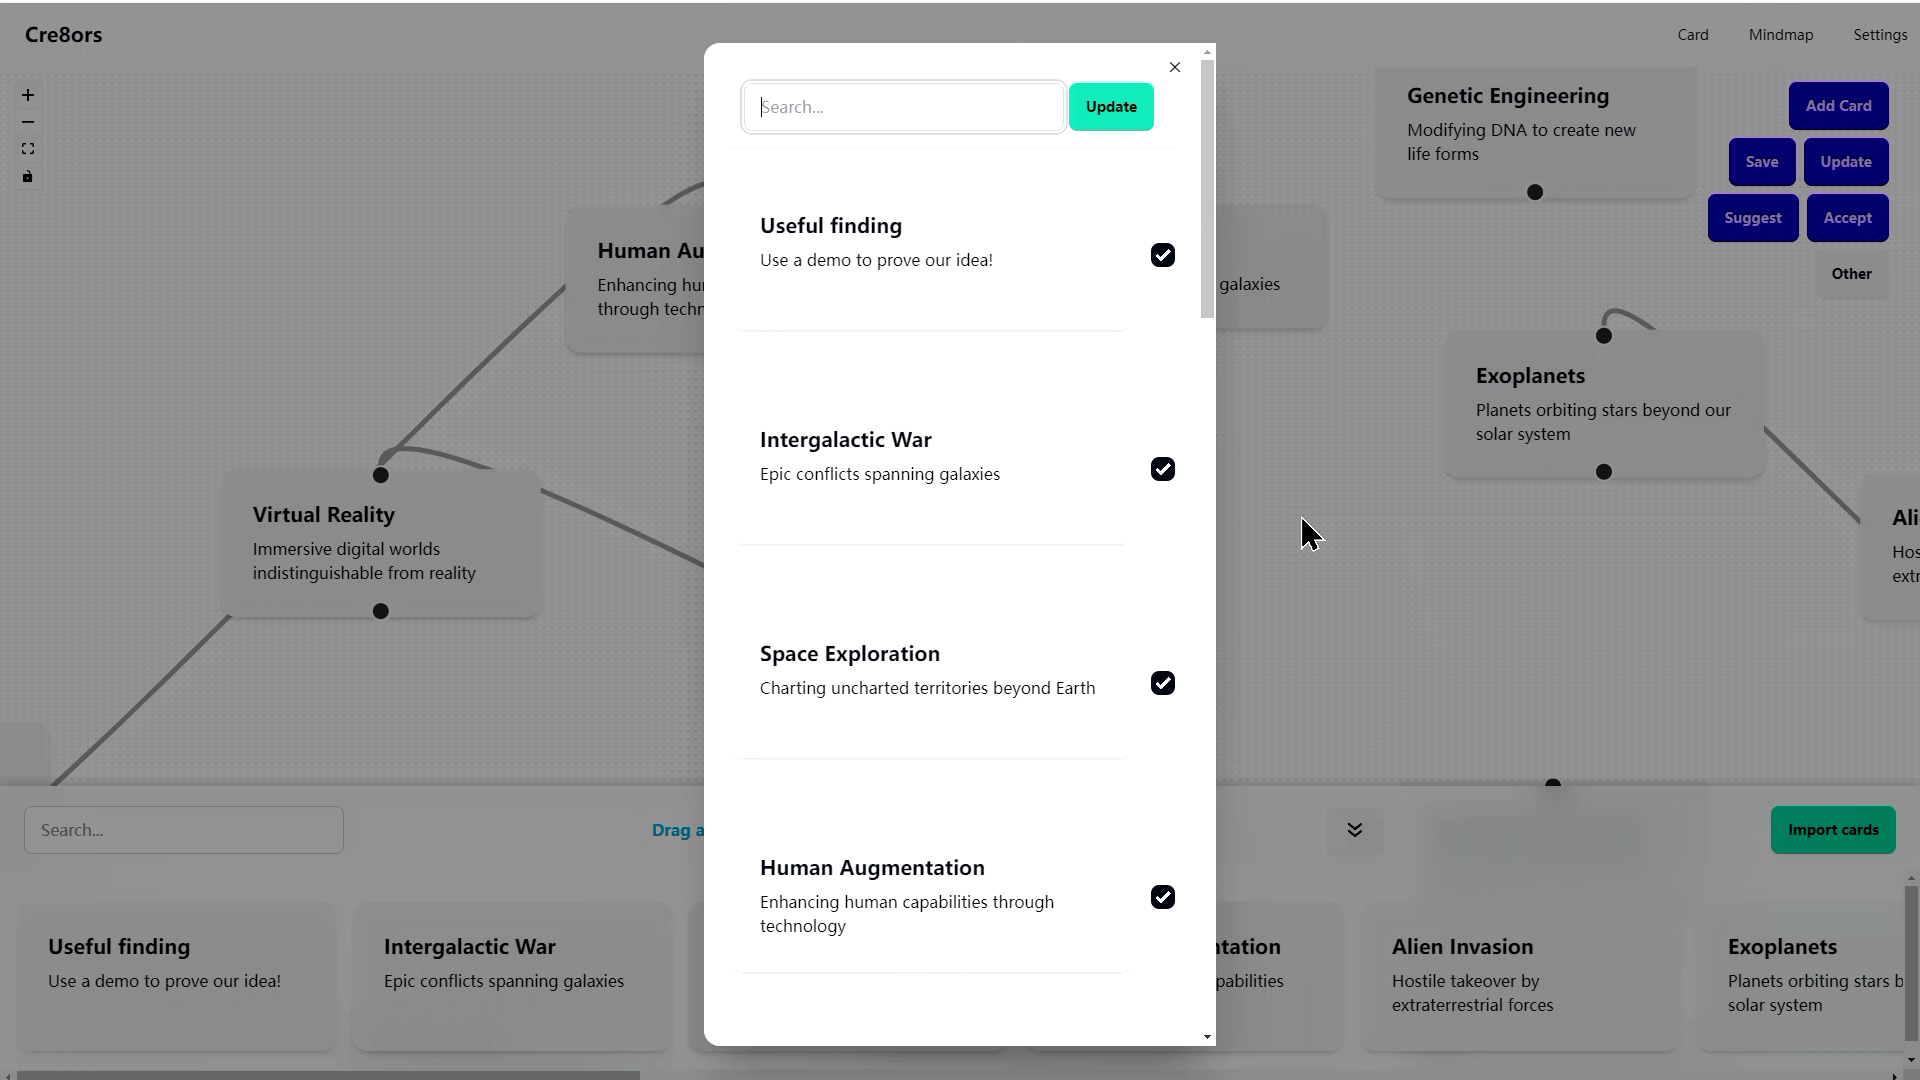 Cre8ors
Card
Mindmap
Settings
Search...
Update
Genetic Engineering
Modifying DNA to create new
life forms
Add Card
Save
Update
Suggest
Accept
Other
Useful finding
Use a demo to prove our idea!
Human Au
Enhancing hu
through techn
galaxies
Exoplanets
Planets orbiting stars beyond our
solar system
Intergalactic War
Epic conflicts spanning galaxies
Virtual Reality
Immersive digital worlds
indistinguishable from reality
Ali
Hos
extr
Space Exploration
Charting uncharted territories beyond Earth
Search...
Drag a
Import cards
Human Augmentation
Enhancing human capabilities through
technology
Useful finding
Use a demo to prove our idea!
Intergalactic War
Epic conflicts spanning galaxies
ntation
pabilities
Alien Invasion
Hostile takeover by
extraterrestrial forces
Exoplanets
Planets orbiting stars b
solar system